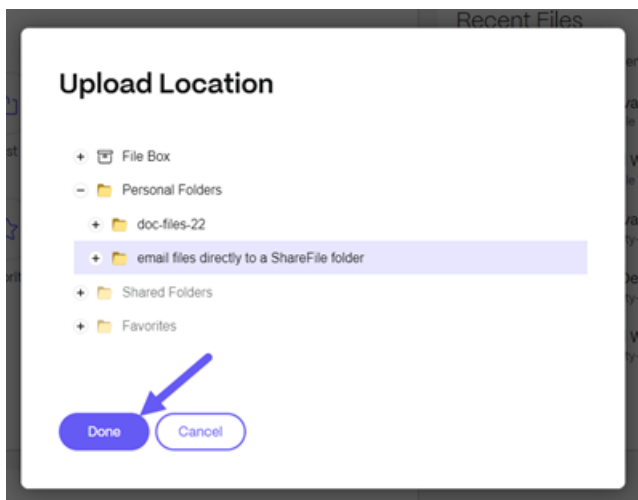 Recent Files
Upload Location
File Box
Personal Folders
doc-files-22
email files directly to a ShareFile folder
Shared Folders
Favorites
Done
Cancel